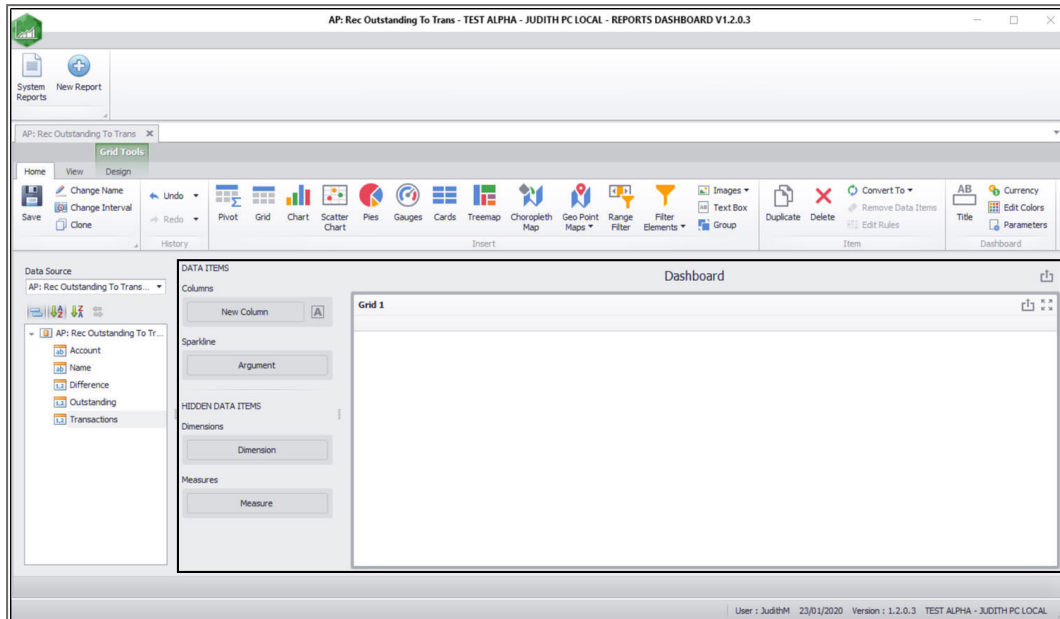 AP: Rec Outstanding To Trans - TEST ALPHA - JUDITH PC LOCAL - REPORTS DASHBOARD V1.2.0.3
System Reports
New Report
AP: Rec Outstanding To Trans
Grid Tools
Home View Design
Save
Change Name
Change Interval
Clone
Undo
Redo
History
Pivot
Grid
Chart
Scatter Chart
Pies
Gauges
Cards
Treemap
Choropleth Map
Geo Point Maps
Range Filter
Filter Elements
Images
Text Box
Group
Insert
Duplicate
Delete
Convert To
Remove Data Items
Edit Rules
Item
AB
Title
Currency
Edit Colors
Parameters
Dashboard
Data Source
AP: Rec Outstanding To Trans...
AP: Rec Outstanding To Tr...
Account
Name
Difference
Outstanding
Transactions
DATA ITEMS
Columns
New Column
A
Sparkline
Argument
HIDDEN DATA ITEMS
Dimensions
Dimension
Measures
Measure
Dashboard
Grid 1
User : JudithM 23/01/2020 Version : 1.2.0.3 TEST ALPHA - JUDITH PC LOCAL